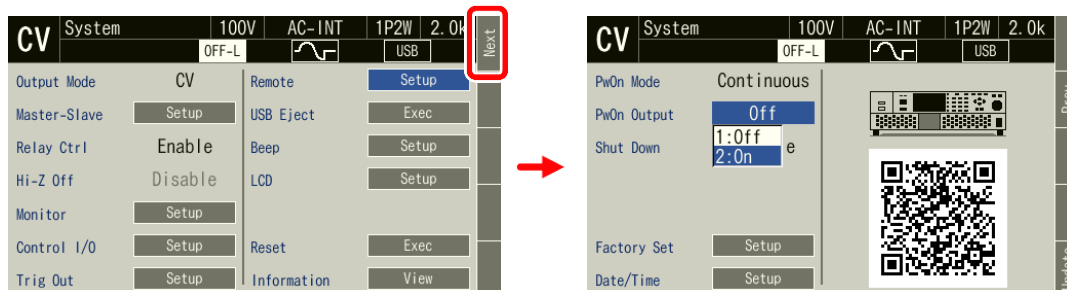 CV System 100V AC-INT 1P2W 2.0k Next
OFF-L USB
Output Mode CV Remote Setup
Master-Slave Setup USB Eject Exec
Relay Ctrl Enable Beep Setup
Hi-Z Off Disable LCD Setup
Monitor Setup
Control I/O Setup Reset Exec
Trig Out Setup Information View
CV System 100V AC-INT 1P2W 2.0k
OFF-L USB
PwOn Mode Continuous
PwOn Output Off
1:Off
Shut Down 2:On e
Factory Set Setup
Date/Time Setup